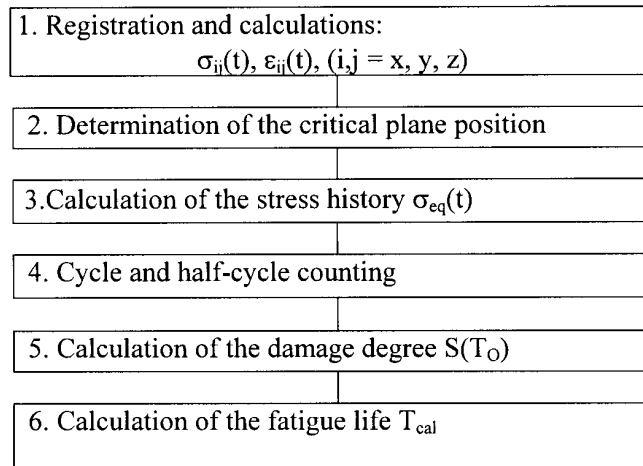 1. Registration and calculations:
σij(t), εij(t), (i,j = x, y, z)
2. Determination of the critical plane position
3.Calculation of the stress history σeq(t)
4. Cycle and half-cycle counting
5. Calculation of the damage degree S(TO)
6. Calculation of the fatigue life Tcal